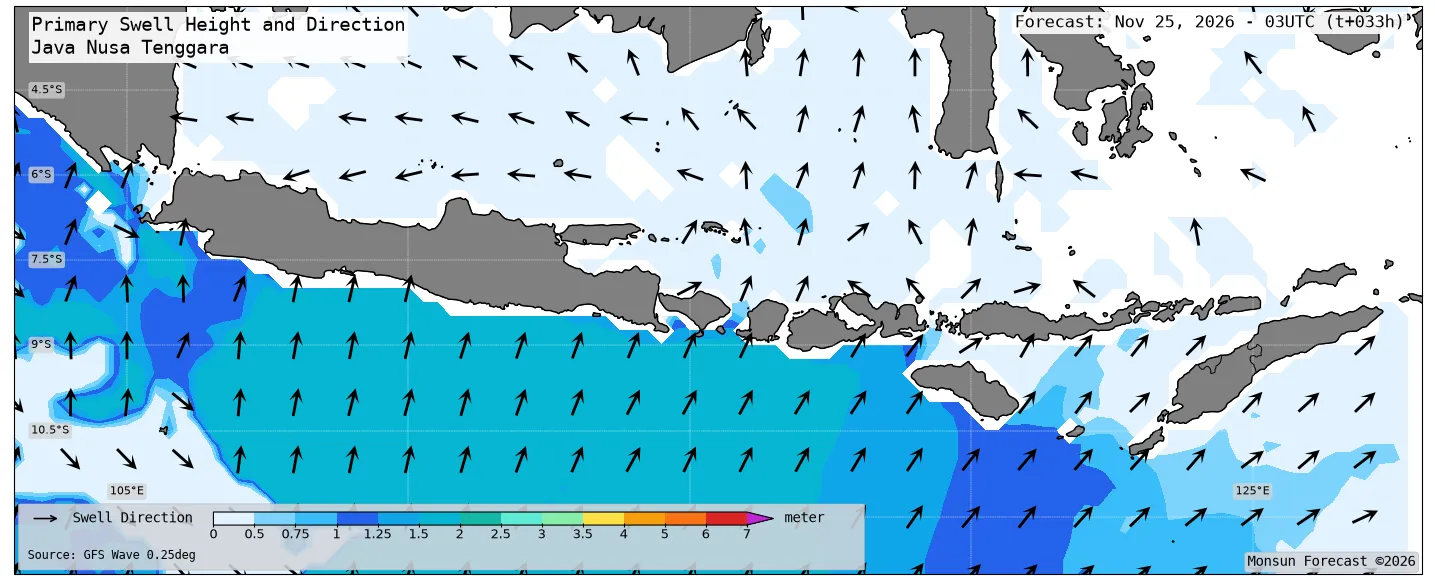 Primary Swell Height and Direction
Java Nusa Tenggara
Forecast: Nov 25, 2026 - 03UTC (t+033h)
4.5°S
6°S
7.5°S
9°S
10.5°S
105°E
125°E
Swell Direction
0 0.5 0.75 1 1.25 1.5 2 2.5 3 3.5 4 5 6 7
meter
Source: GFS Wave 0.25deg
Monsun Forecast ©2026